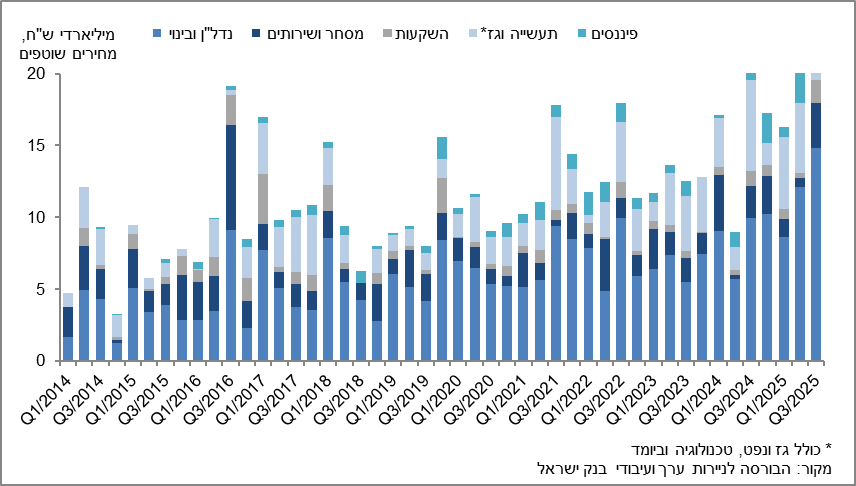 מיליארדי ש"ח,
מחירים שוטפים
נדל"ן ובינוי
מסחר ושירותים
השקעות
תעשייה וגז*
פיננסים
20
15
10
5
0
Q1/2014
Q3/2014
Q1/2015
Q3/2015
Q1/2016
Q3/2016
Q1/2017
Q3/2017
Q1/2018
Q3/2018
Q1/2019
Q3/2019
Q1/2020
Q3/2020
Q1/2021
Q3/2021
Q1/2022
Q3/2022
Q1/2023
Q3/2023
Q1/2024
Q3/2024
Q1/2025
Q3/2025
* כולל גז ונפט, טכנולוגיה וביומד
מקור: הבורסה לניירות ערך ועיבודי בנק ישראל